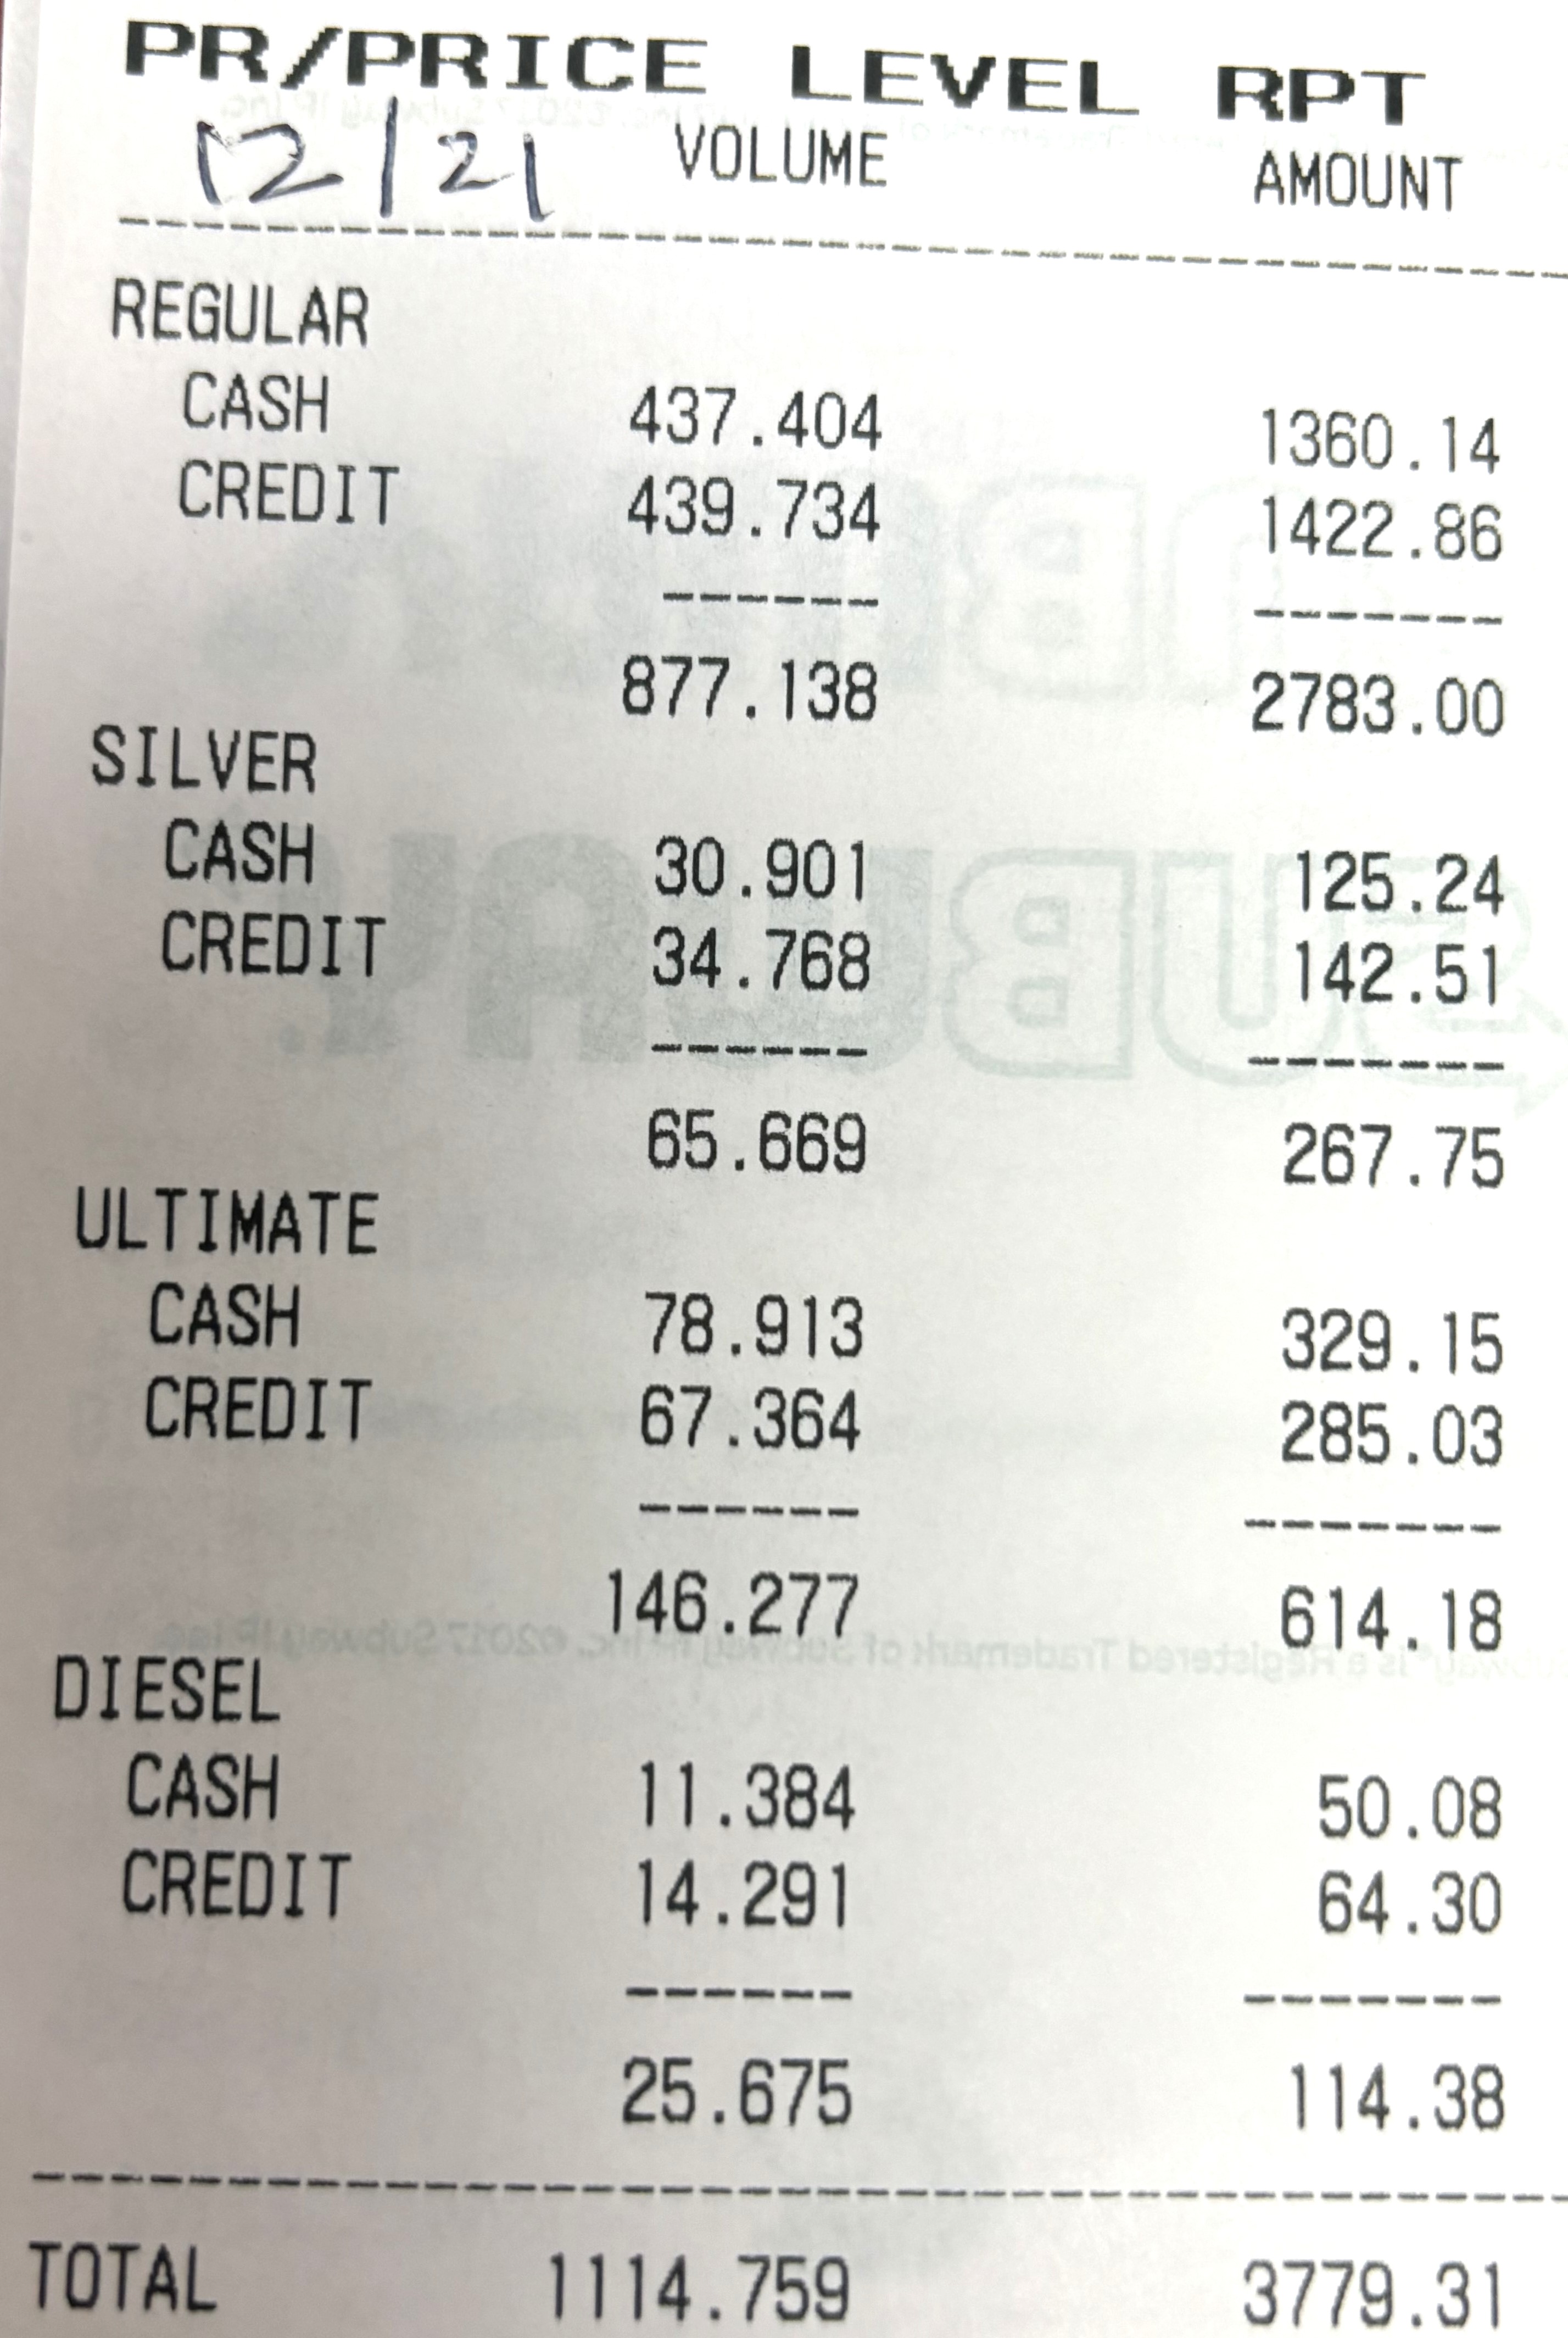 PR/PRICE LEVEL RPT
12/21 VOLUME AMOUNT
REGULAR
CASH 437.404 1360.14
CREDIT 439.734 1422.86
877.138 2783.00
SILVER
CASH 30.901 125.24
CREDIT 34.768 142.51
65.669 267.75
ULTIMATE
CASH 78.913 329.15
CREDIT 67.364 285.03
146.277 614.18
DIESEL
CASH 11.384 50.08
CREDIT 14.291 64.30
25.675 114.38
TOTAL 1114.759 3779.31